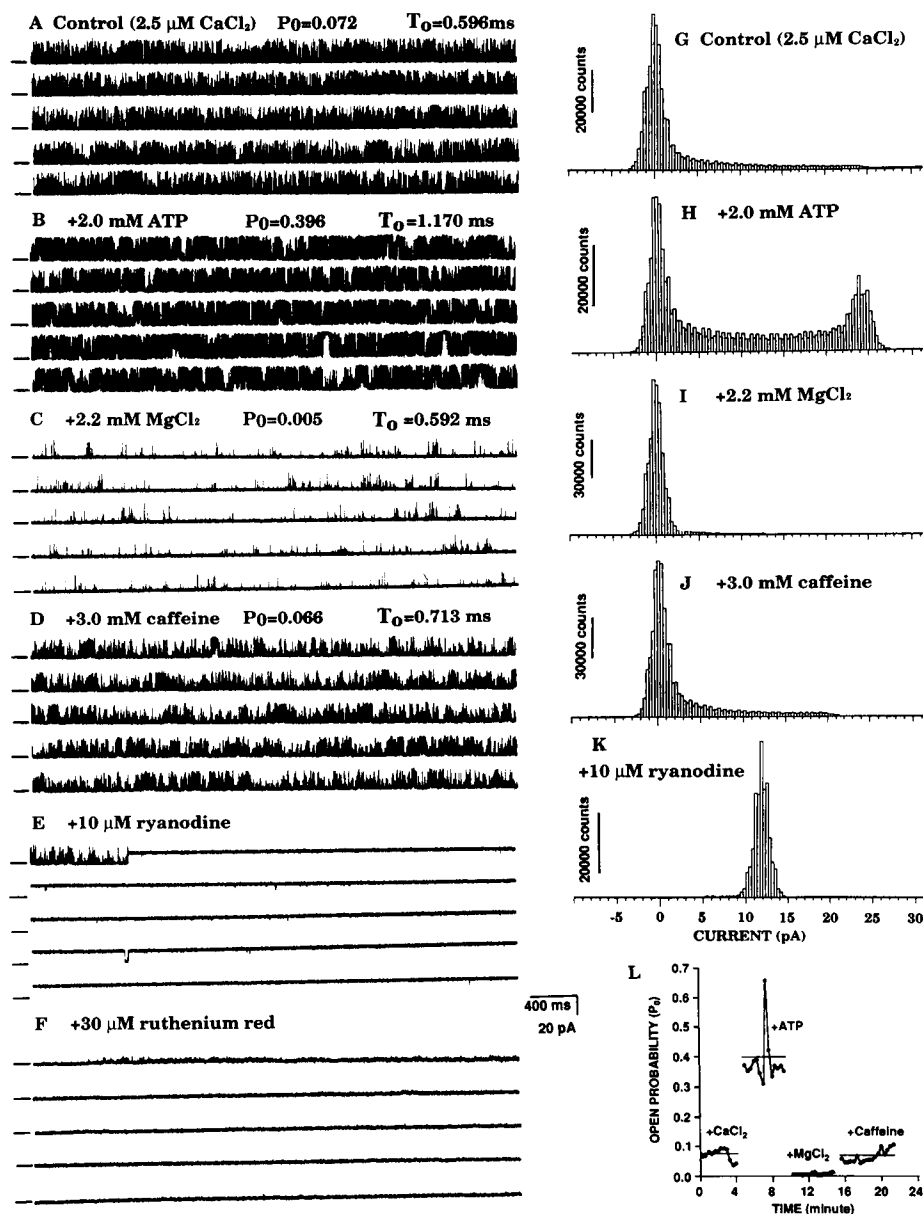 A Control (2.5 μM CaCl₂) P0=0.072 To=0.596ms
B +2.0 mM ATP P0=0.396 To=1.170 ms
C +2.2 mM MgCl₂ P0=0.005 To=0.592 ms
D +3.0 mM caffeine P0=0.066 To=0.713 ms
E +10 μM ryanodine
400 ms
20 pA
F +30 μM ruthenium red
G Control (2.5 μM CaCl₂)
20000 counts
H +2.0 mM ATP
20000 counts
I +2.2 mM MgCl₂
30000 counts
J +3.0 mM caffeine
30000 counts
K
+10 μM ryanodine
20000 counts
-5 0 5 10 15 20 25 30
CURRENT (pA)
L
OPEN PROBABILITY (P₀)
0.7
0.6
0.5
0.4
0.3
0.2
0.1
0.0
+ATP
+CaCl₂
+MgCl₂
+Caffeine
0 4 8 12 16 20 24
TIME (minute)